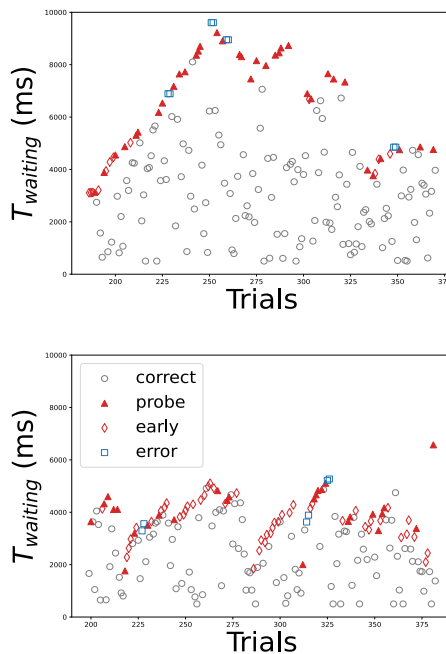 10000
8000
6000
4000
2000
0
T_waiting (ms)
200 225 250 275 300 325 350
Trials
10000
8000
6000
4000
2000
0
T_waiting (ms)
correct
probe
early
error
200 225 250 275 300 325 350 375
Trials